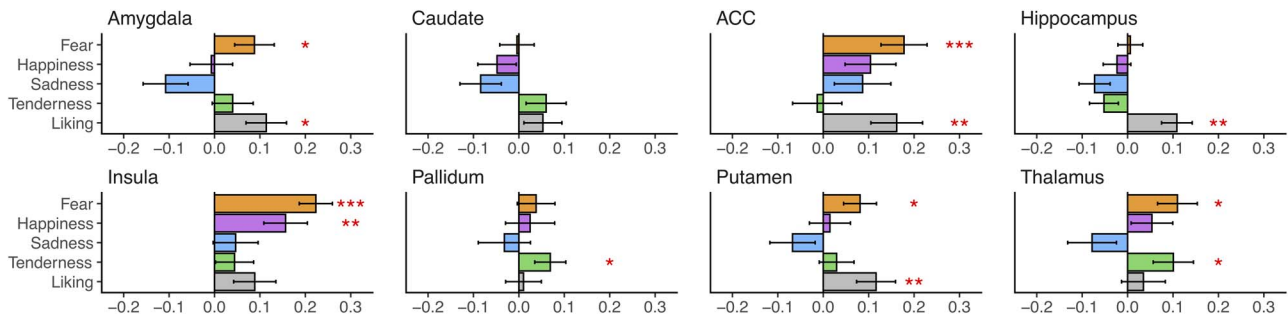 Amygdala Caudate ACC Hippocampus
Fear * ***
Happiness
Sadness
Tenderness
Liking * ** **
−0.2 −0.1 0.0 0.1 0.2 0.3 −0.2 −0.1 0.0 0.1 0.2 0.3 −0.2 −0.1 0.0 0.1 0.2 0.3 −0.2 −0.1 0.0 0.1 0.2 0.3
Insula Pallidum Putamen Thalamus
Fear *** * *
Happiness **
Sadness
Tenderness * *
Liking **
−0.2 −0.1 0.0 0.1 0.2 0.3 −0.2 −0.1 0.0 0.1 0.2 0.3 −0.2 −0.1 0.0 0.1 0.2 0.3 −0.2 −0.1 0.0 0.1 0.2 0.3